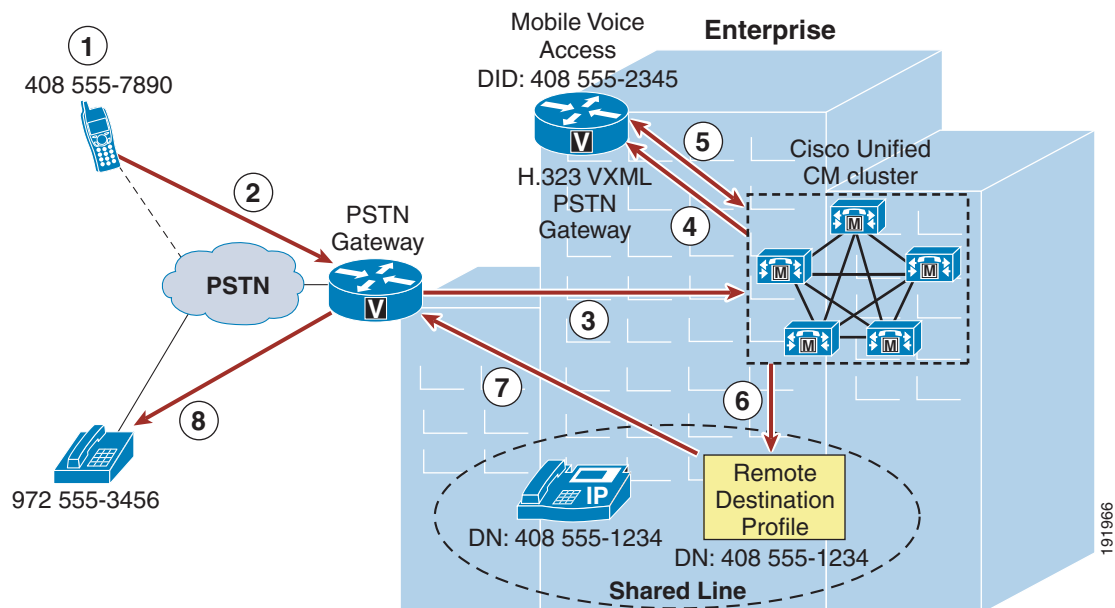 1
408 555-7890
Mobile Voice
Access
DID: 408 555-2345
Enterprise
V
H.323 VXML
PSTN
Gateway
5
4
Cisco Unified
CM cluster
M
M
M
M
M
2
PSTN
Gateway
V
PSTN
3
7
6
8
972 555-3456
IP
DN: 408 555-1234
Remote
Destination
Profile
DN: 408 555-1234
Shared Line
191966